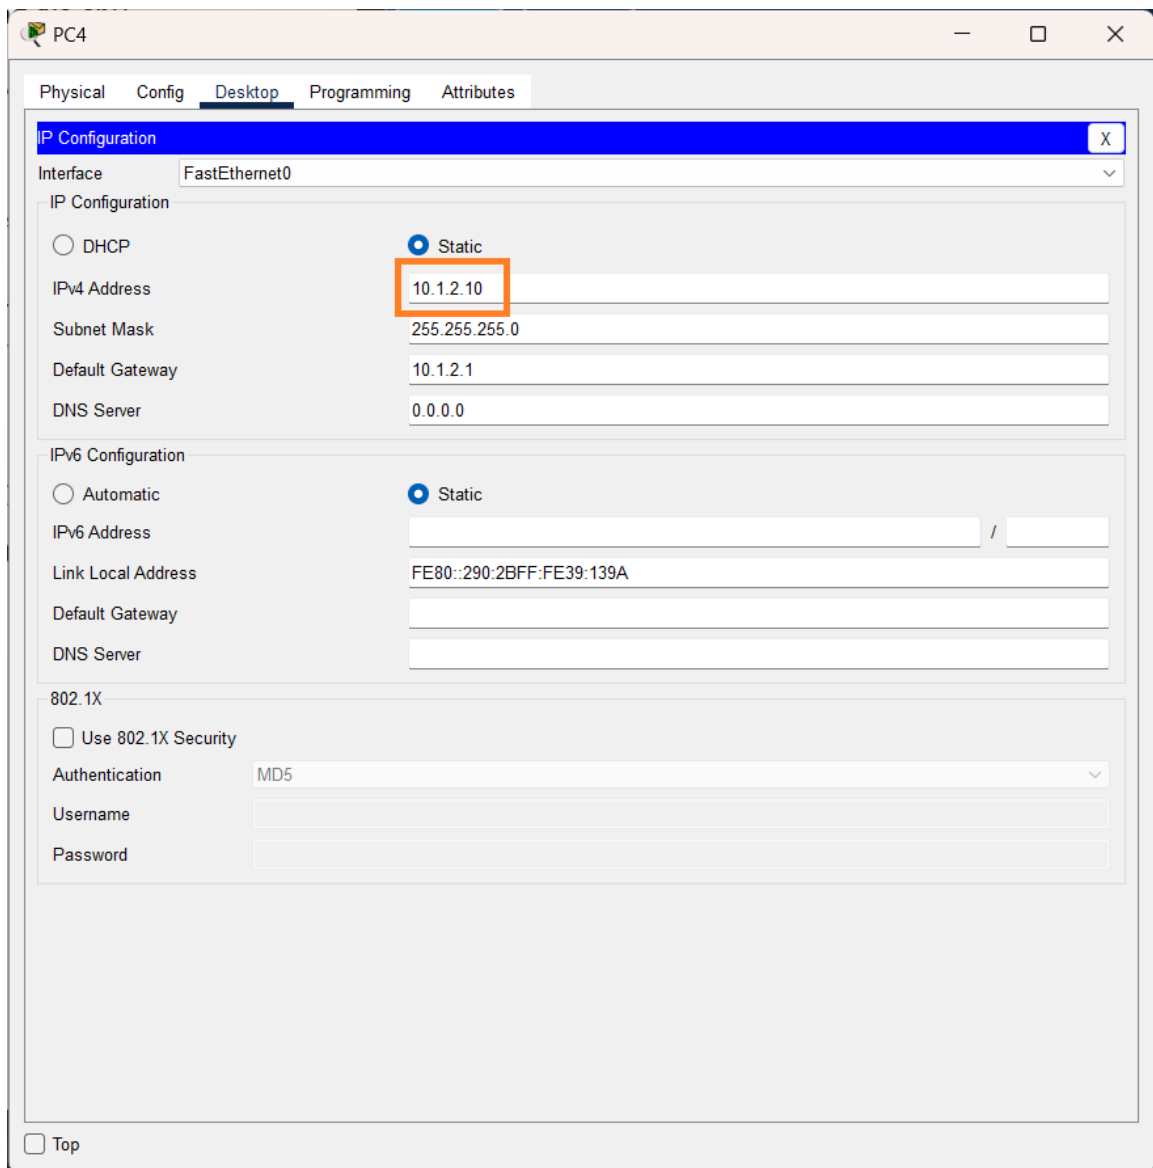 PC4
Physical Config Desktop Programming Attributes
IP Configuration X
Interface FastEthernet0
IP Configuration
DHCP Static
IPv4 Address 10.1.2.10
Subnet Mask 255.255.255.0
Default Gateway 10.1.2.1
DNS Server 0.0.0.0
IPv6 Configuration
Automatic Static
IPv6 Address /
Link Local Address FE80::290:2BFF:FE39:139A
Default Gateway
DNS Server
802.1X
Use 802.1X Security
Authentication MD5
Username
Password
Top